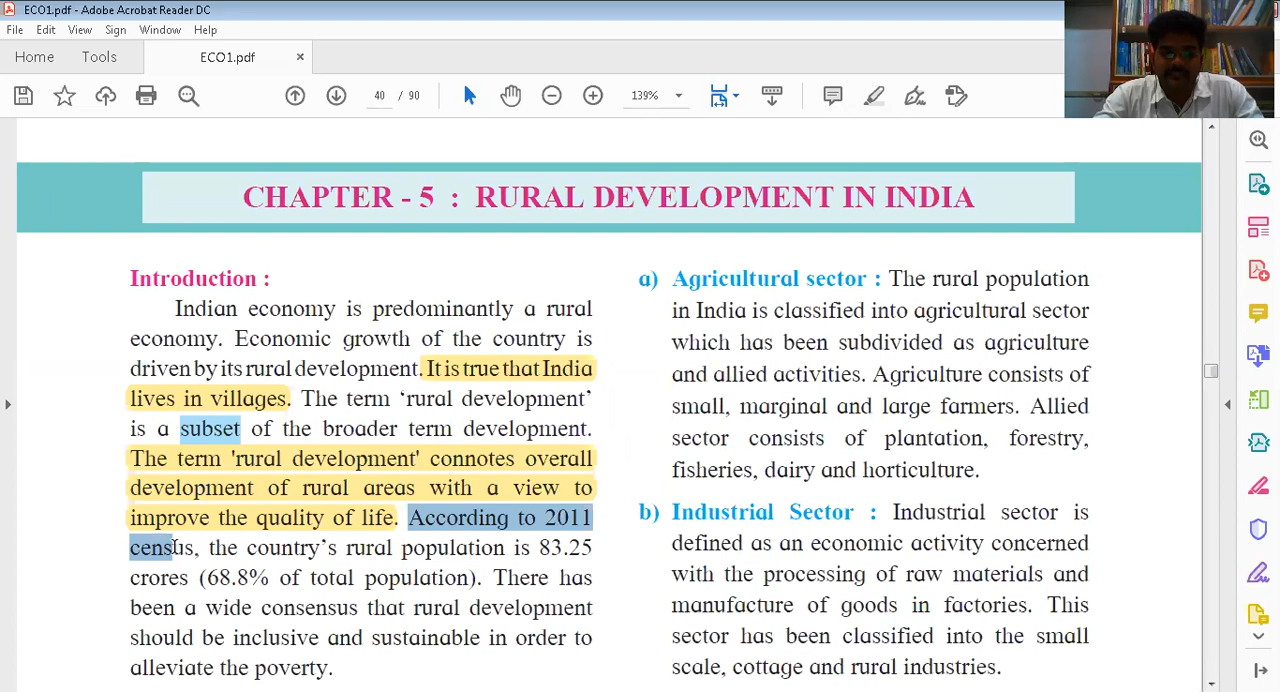 ECO1.pdf - Adobe Acrobat Reader DC
File Edit View Sign Window Help
Home Tools ECO1.pdf ×
40 / 90 139%
CHAPTER - 5 : RURAL DEVELOPMENT IN INDIA
Introduction :
Indian economy is predominantly a rural
economy. Economic growth of the country is
driven by its rural development. It is true that India
lives in villages. The term ‘rural development’
is a subset of the broader term development.
The term 'rural development' connotes overall
development of rural areas with a view to
improve the quality of life. According to 2011
census, the country’s rural population is 83.25
crores (68.8% of total population). There has
been a wide consensus that rural development
should be inclusive and sustainable in order to
alleviate the poverty.
a) Agricultural sector : The rural population
in India is classified into agricultural sector
which has been subdivided as agriculture
and allied activities. Agriculture consists of
small, marginal and large farmers. Allied
sector consists of plantation, forestry,
fisheries, dairy and horticulture.
b) Industrial Sector : Industrial sector is
defined as an economic activity concerned
with the processing of raw materials and
manufacture of goods in factories. This
sector has been classified into the small
scale, cottage and rural industries.